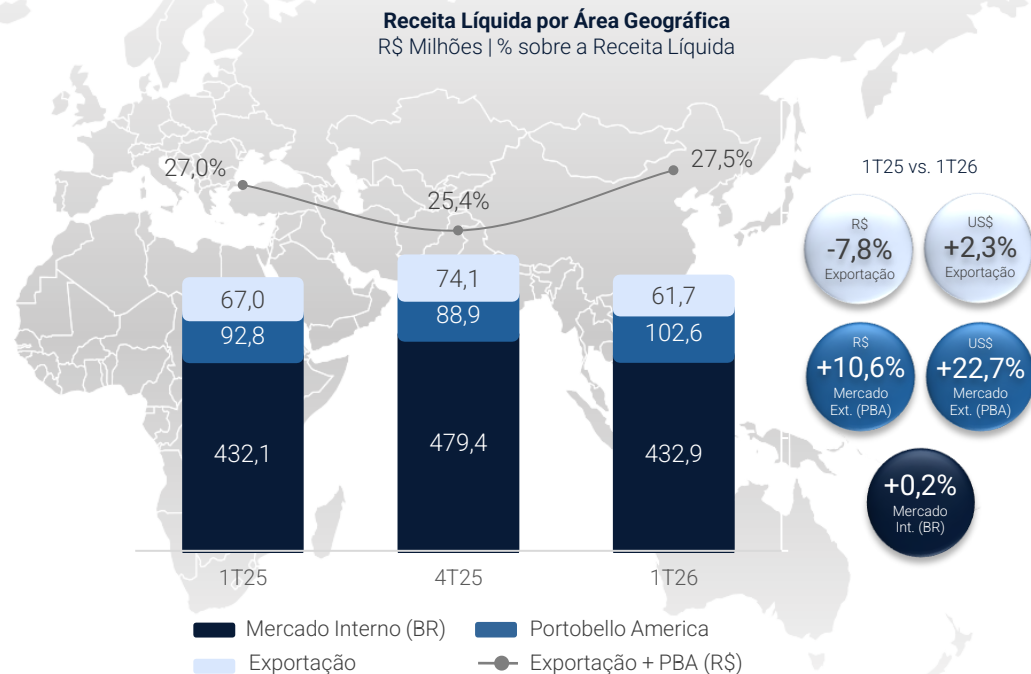 Receita Líquida por Área Geográfica
R$ Milhões | % sobre a Receita Líquida
27,0%
25,4%
27,5%
67,0
92,8
432,1
74,1
88,9
479,4
61,7
102,6
432,9
1T25
4T25
1T26
Mercado Interno (BR)
Portobello America
Exportação
Exportação + PBA (R$)
1T25 vs. 1T26
R$
-7,8%
Exportação
US$
+2,3%
Exportação
R$
+10,6%
Mercado
Ext. (PBA)
US$
+22,7%
Mercado
Ext. (PBA)
+0,2%
Mercado
Int. (BR)